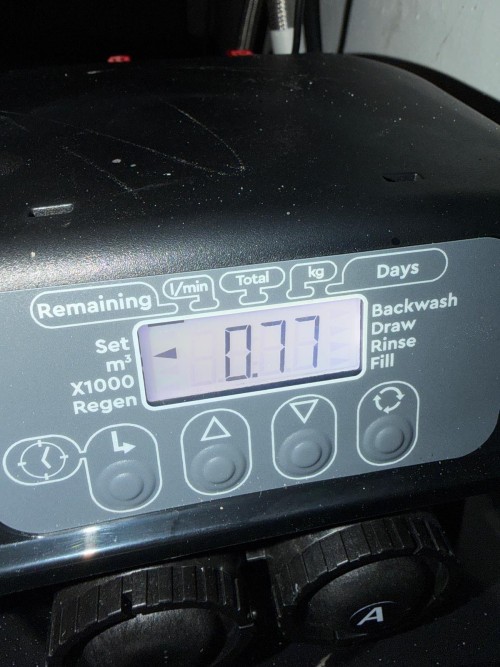 Remaining l/min Total kg Days
Set
m³
X1000
Regen
0.77
Backwash
Draw
Rinse
Fill
A